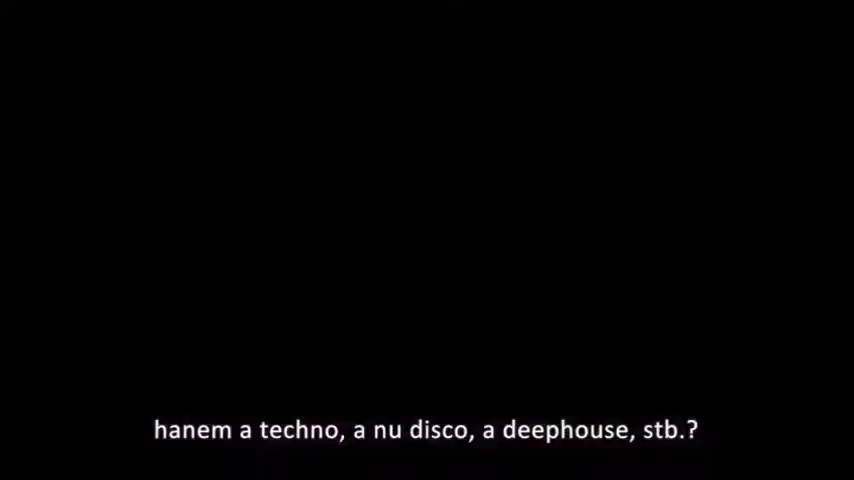 hanem a techno, a nu disco, a deephouse, stb.?